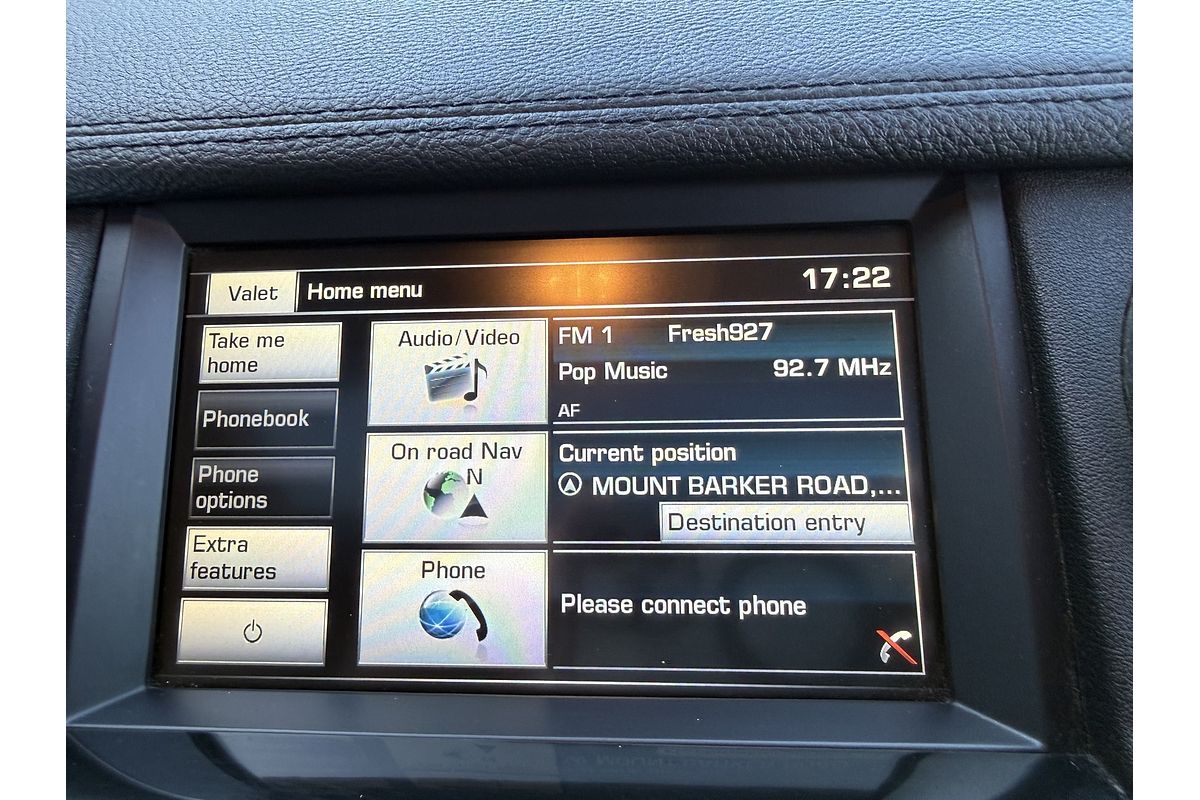 Valet Home menu 17:22
Take me
home
Phonebook
Phone
options
Extra
features
Audio/Video
On road Nav
N
Phone
FM 1 Fresh927
Pop Music 92.7 MHz
AF
Current position
MOUNT BARKER ROAD,...
Destination entry
Please connect phone